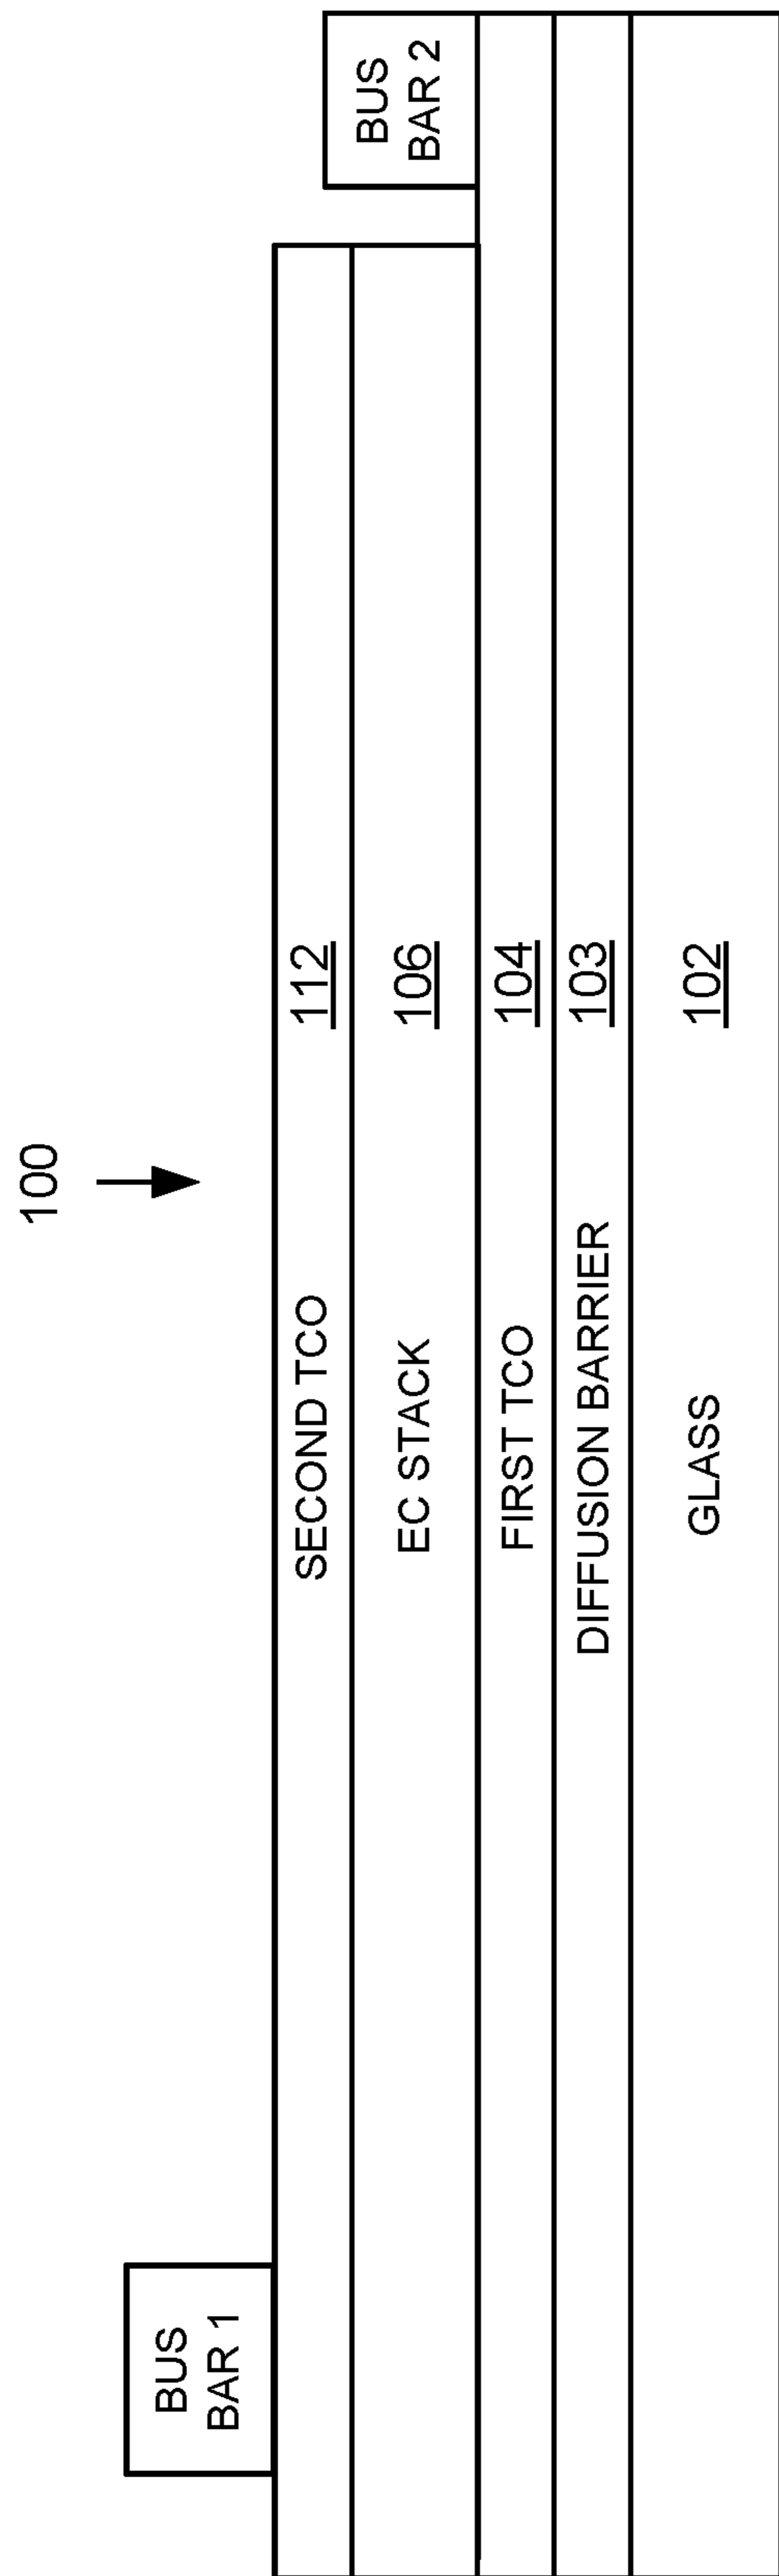 100
BUS
BAR 1
BUS
BAR 2
SECOND TCO 112
EC STACK 106
FIRST TCO 104
DIFFUSION BARRIER 103
GLASS 102